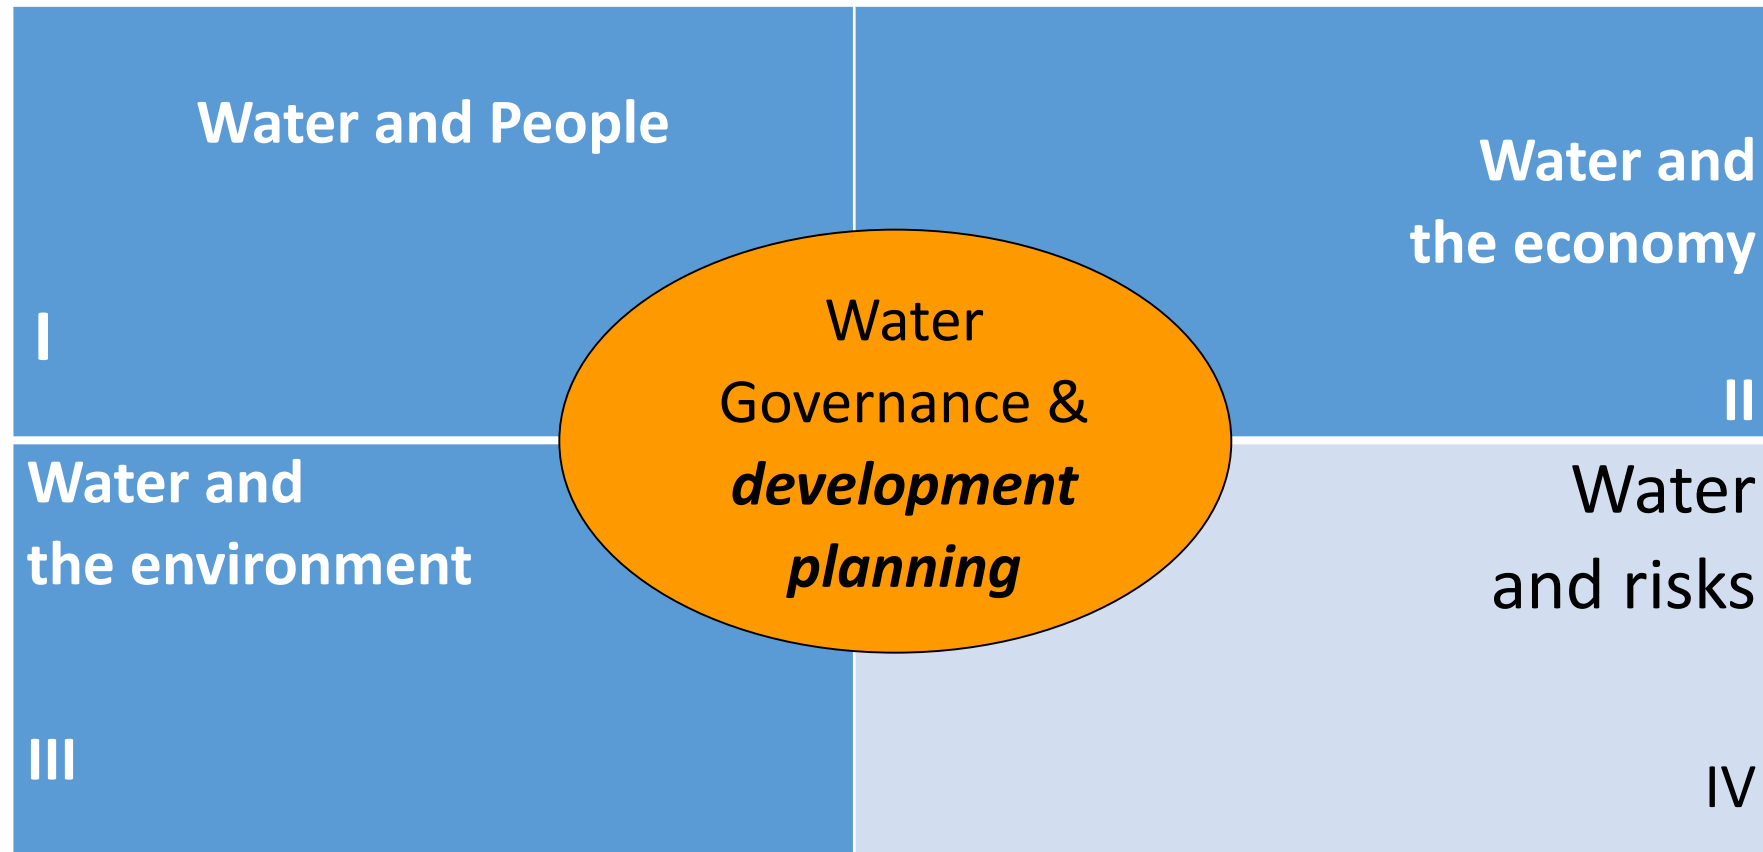 Water and People
I
Water and
the economy
II
Water
Governance &
development
planning
Water and
the environment
III
Water
and risks
IV